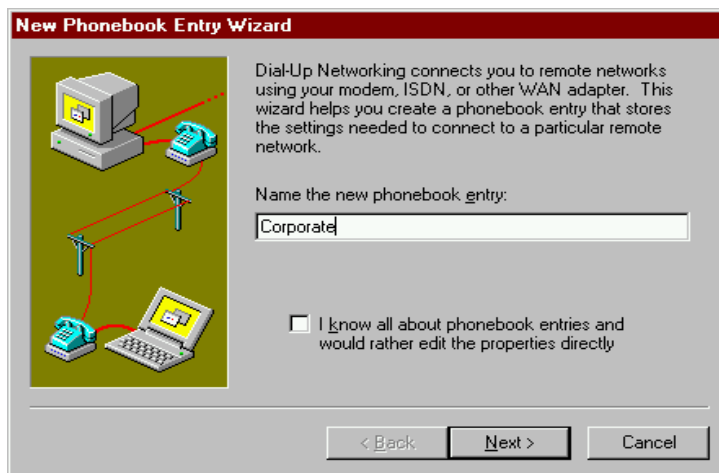 New Phonebook Entry Wizard
Dial-Up Networking connects you to remote networks
using your modem, ISDN, or other WAN adapter. This
wizard helps you create a phonebook entry that stores
the settings needed to connect to a particular remote
network.
Name the new phonebook entry:
Corporate
I know all about phonebook entries and
would rather edit the properties directly
< Back Next > Cancel